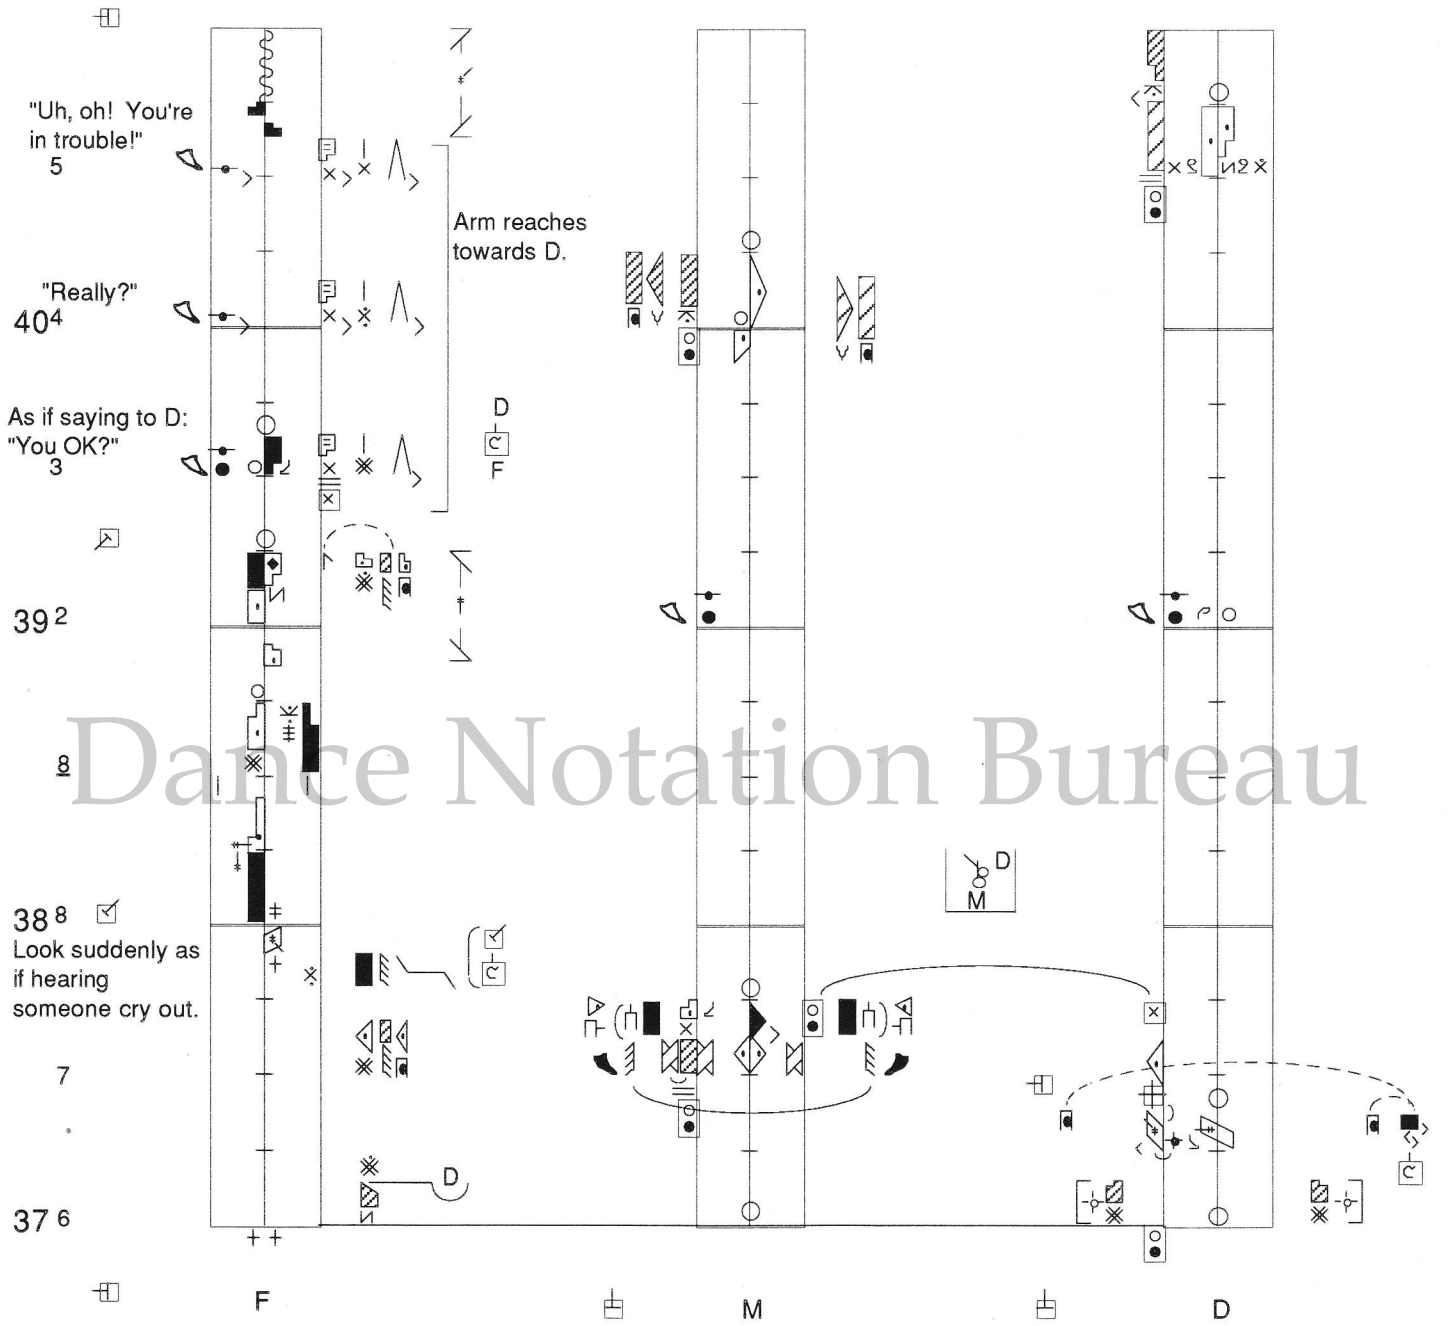 "Uh, oh! You're
in trouble!"
5
Arm reaches
towards D.
"Really?"
40 4
As if saying to D:
"You OK?"
3
D
F
39 2
8
Dance Notation Bureau
D
M
38 8
Look suddenly as
if hearing
someone cry out.
7
D
37 6
F
M
D